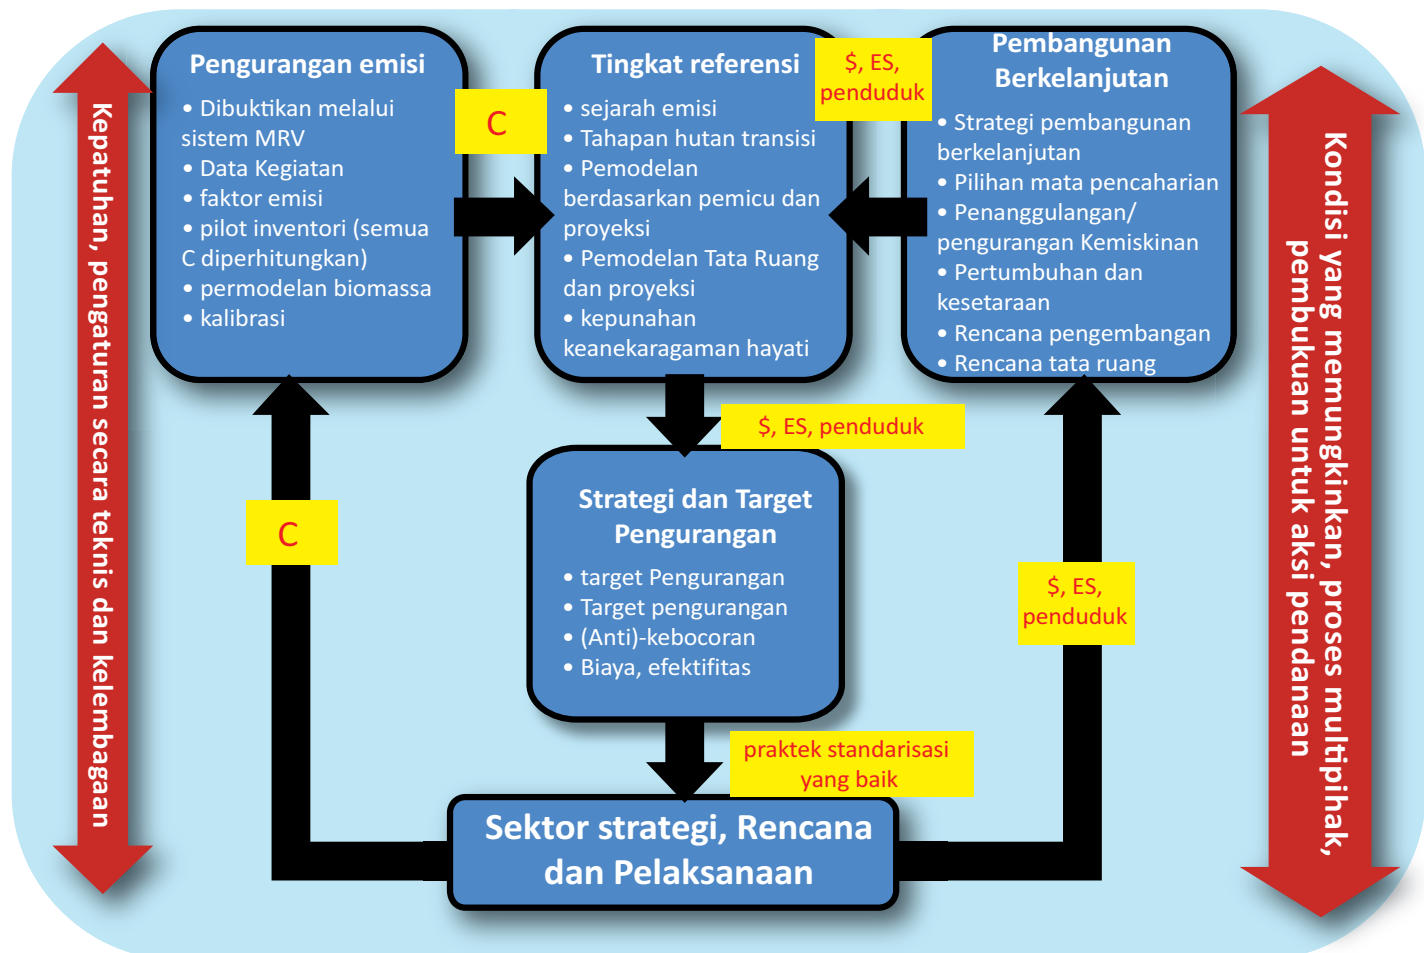 Kepatuhan, pengaturan secara teknis dan kelembagaan
Pengurangan emisi
• Dibuktikan melalui
sistem MRV
• Data Kegiatan
• faktor emisi
• pilot inventori (semua
C diperhitungkan)
• permodelan biomassa
• kalibrasi
C
Tingkat referensi
• sejarah emisi
• Tahapan hutan transisi
• Pemodelan
berdasarkan pemicu dan
proyeksi
• Pemodelan Tata Ruang
dan proyeksi
• kepunahan
keanekaragaman hayati
$, ES,
penduduk
Pembangunan
Berkelanjutan
• Strategi pembangunan
berkelanjutan
• Pilihan mata pencaharian
• Penanggulangan/
pengurangan Kemiskinan
• Pertumbuhan dan
kesetaraan
• Rencana pengembangan
• Rencana tata ruang
Kondisi yang memungkinkan, proses multipihak,
pembukuan untuk aksi pendanaan
$, ES, penduduk
Strategi dan Target
Pengurangan
• target Pengurangan
• Target pengurangan
• (Anti)-kebocoran
• Biaya, efektifitas
C
$, ES,
penduduk
praktek standarisasi
yang baik
Sektor strategi, Rencana
dan Pelaksanaan